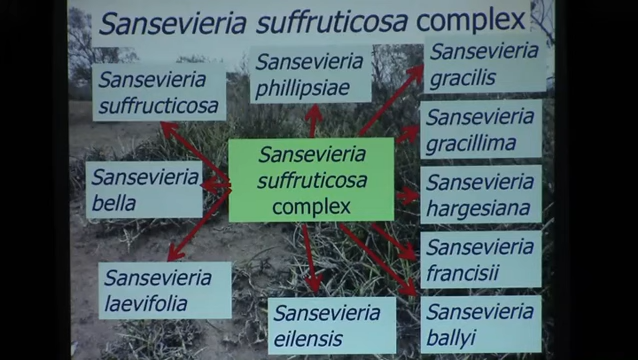 Sansevieria suffruticosa complex
Sansevieria
suffructicosa
Sansevieria
phillipsiae
Sansevieria
gracilis
Sansevieria
gracillima
Sansevieria
suffruticosa
complex
Sansevieria
bella
Sansevieria
hargesiana
Sansevieria
francisii
Sansevieria
laevifolia
Sansevieria
eilensis
Sansevieria
ballyi